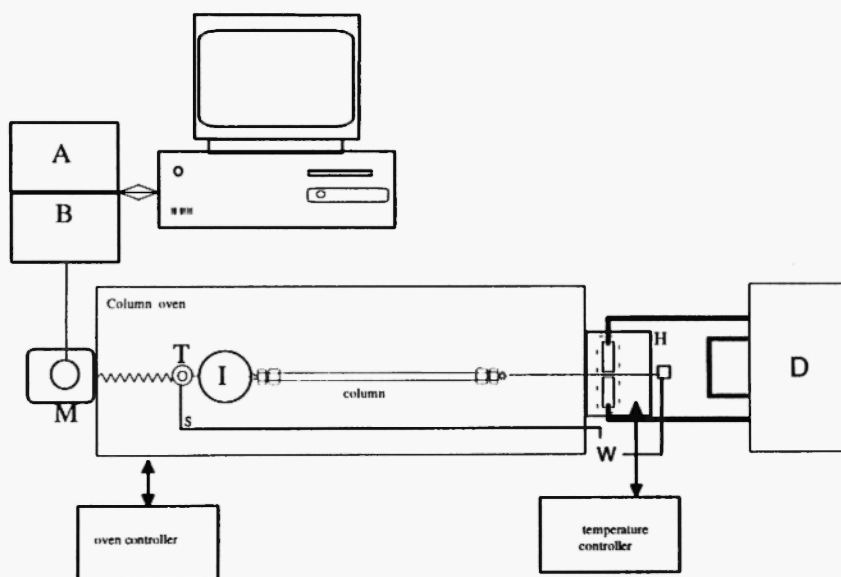 A
B
Column oven
T
I
H
D
column
M
S
W
oven controller
temperature
controller